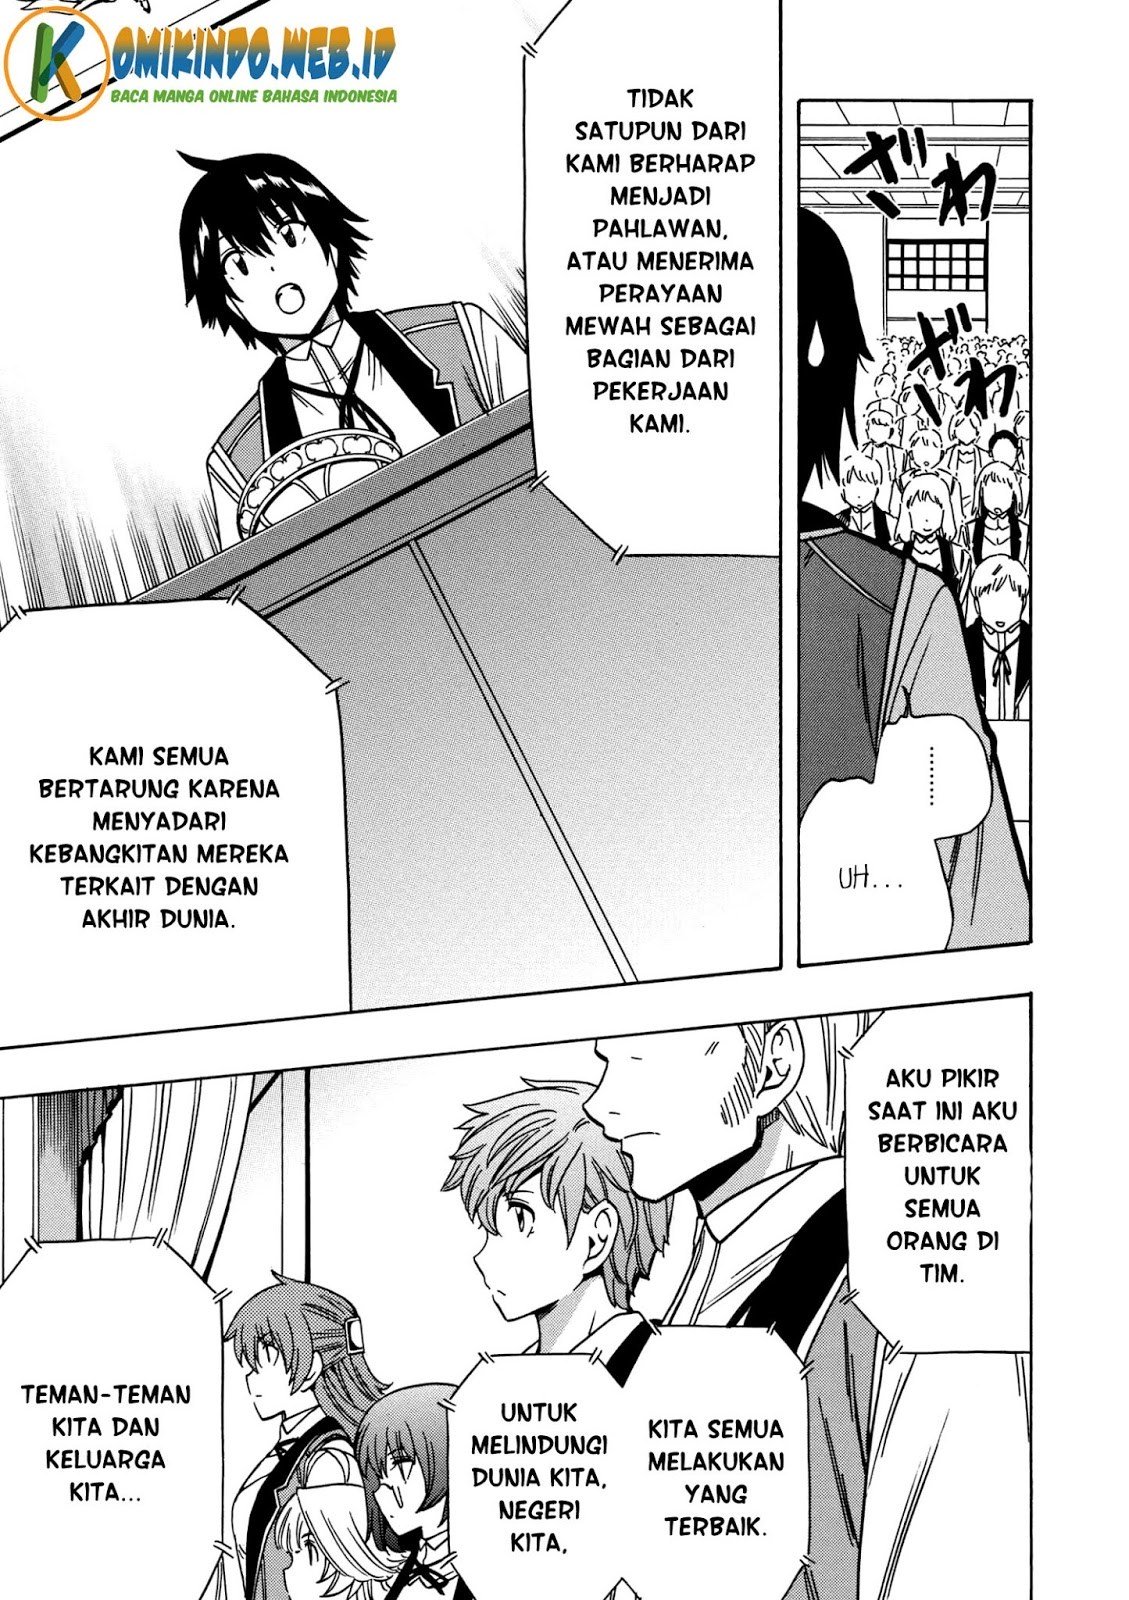 KOMIKINDO.WEB.ID
BACA MANGA ONLINE BAHASA INDONESIA
ざわ
ざわ
........
UH...
TIDAK
SATUPUN DARI
KAMI BERHARAP
MENJADI
PAHLAWAN,
ATAU MENERIMA
PERAYAAN
MEWAH SEBAGAI
BAGIAN DARI
PEKERJAAN
KAMI.
KAMI SEMUA
BERTARUNG KARENA
MENYADARI
KEBANGKITAN MEREKA
TERKAIT DENGAN
AKHIR DUNIA.
AKU PIKIR
SAAT INI AKU
BERBICARA
UNTUK
SEMUA
ORANG DI
TIM.
KITA SEMUA
MELAKUKAN
YANG
TERBAIK.
UNTUK
MELINDUNGI
DUNIA KITA,
NEGERI
KITA,
TEMAN-TEMAN
KITA DAN
KELUARGA
KITA...